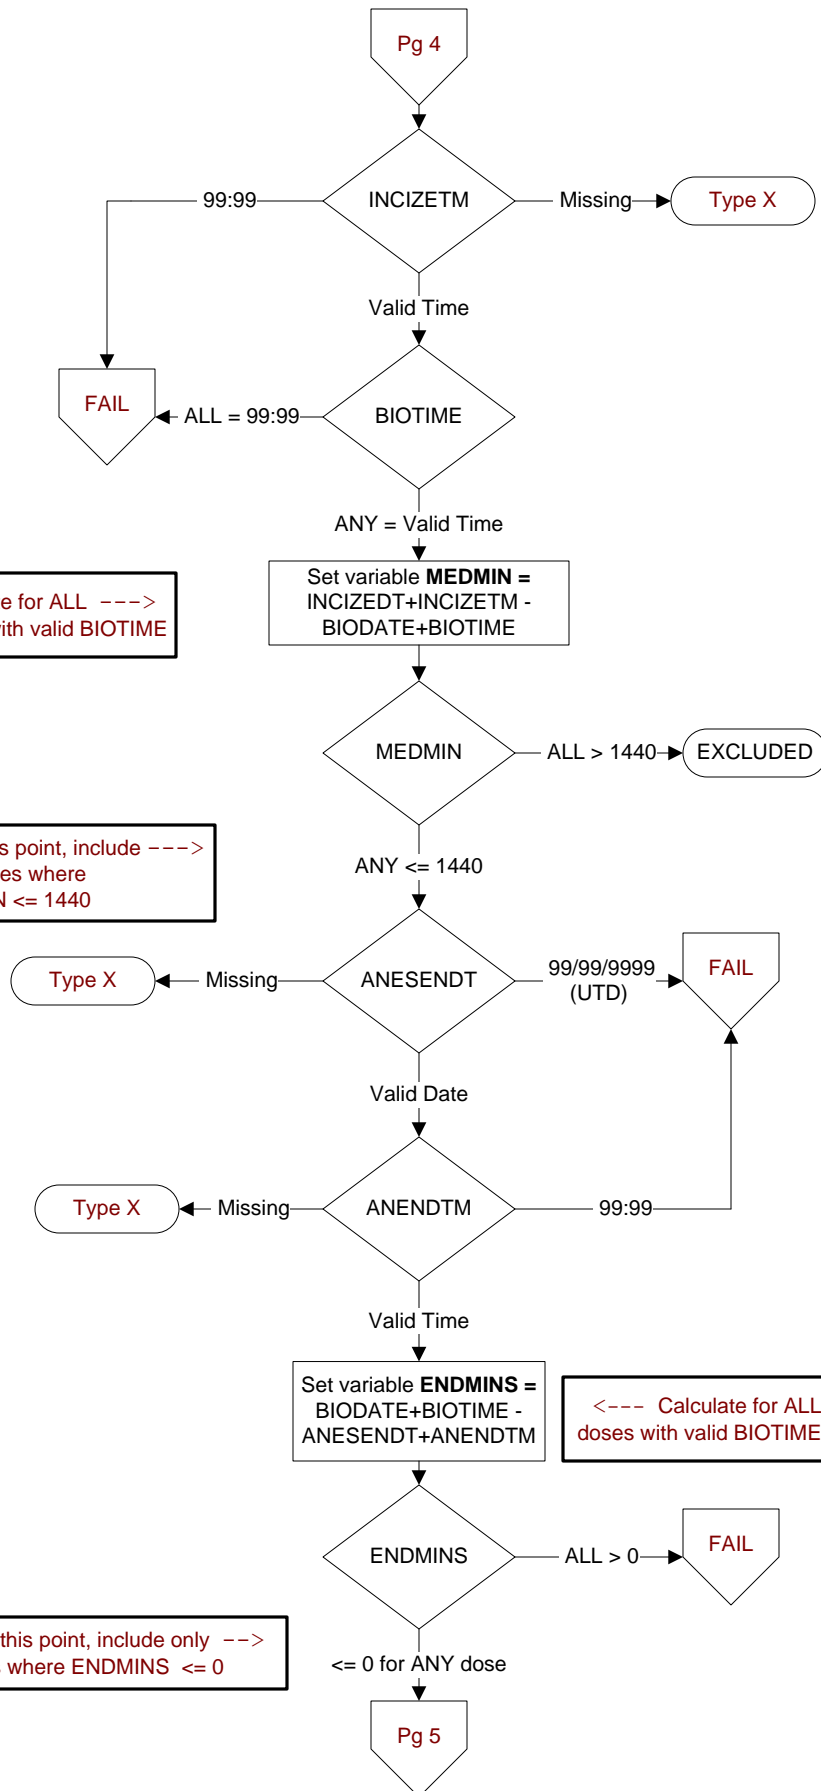 Pg 4
INCIZETM
99:99
Missing
Type X
Valid Time
FAIL
ALL = 99:99
BIOTIME
ANY = Valid Time
e for ALL --->
ith valid BIOTIME
Set variable MEDMIN =
INCIZEDT+INCIZETM -
BIODATE+BIOTIME
MEDMIN
ALL > 1440
EXCLUDED
s point, include --->
es where
N <= 1440
ANY <= 1440
Type X
Missing
ANESENDT
99/99/9999
(UTD)
FAIL
Valid Date
Type X
Missing
ANENDTM
99:99
Valid Time
Set variable ENDMINS =
BIODATE+BIOTIME -
ANESENDT+ANENDTM
<--- Calculate for ALL
doses with valid BIOTIME
ENDMINS
ALL > 0
FAIL
this point, include only -->
where ENDMINS <= 0
<= 0 for ANY dose
Pg 5